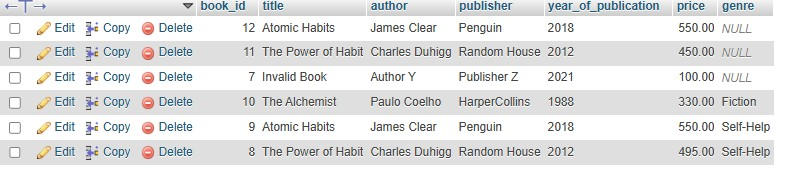 book_id title author publisher year_of_publication price genre
Edit Copy Delete 12 Atomic Habits James Clear Penguin 2018 550.00 NULL
Edit Copy Delete 11 The Power of Habit Charles Duhigg Random House 2012 450.00 NULL
Edit Copy Delete 7 Invalid Book Author Y Publisher Z 2021 100.00 NULL
Edit Copy Delete 10 The Alchemist Paulo Coelho HarperCollins 1988 330.00 Fiction
Edit Copy Delete 9 Atomic Habits James Clear Penguin 2018 550.00 Self-Help
Edit Copy Delete 8 The Power of Habit Charles Duhigg Random House 2012 495.00 Self-Help